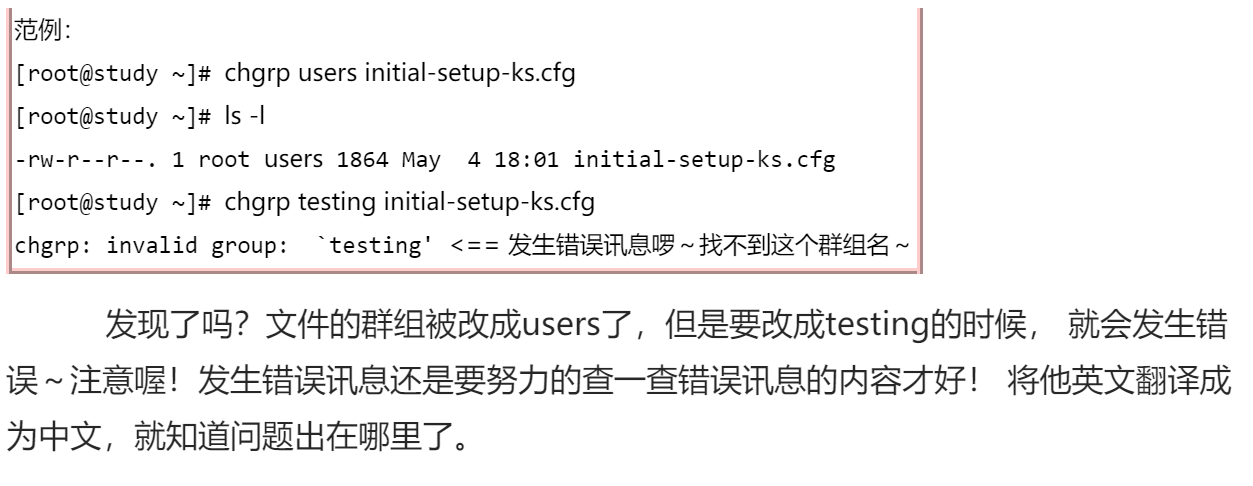 范例：
[root@study ~]# chgrp users initial-setup-ks.cfg
[root@study ~]# ls -l
-rw-r--r--. 1 root users 1864 May  4 18:01 initial-setup-ks.cfg
[root@study ~]# chgrp testing initial-setup-ks.cfg
chgrp: invalid group:  `testing' <== 发生错误讯息啰～找不到这个群组名～
发现了吗？文件的群组被改成users了，但是要改成testing的时候， 就会发生错
误～注意喔！发生错误讯息还是要努力的查一查错误讯息的内容才好！ 将他英文翻译成
为中文，就知道问题出在哪里了。